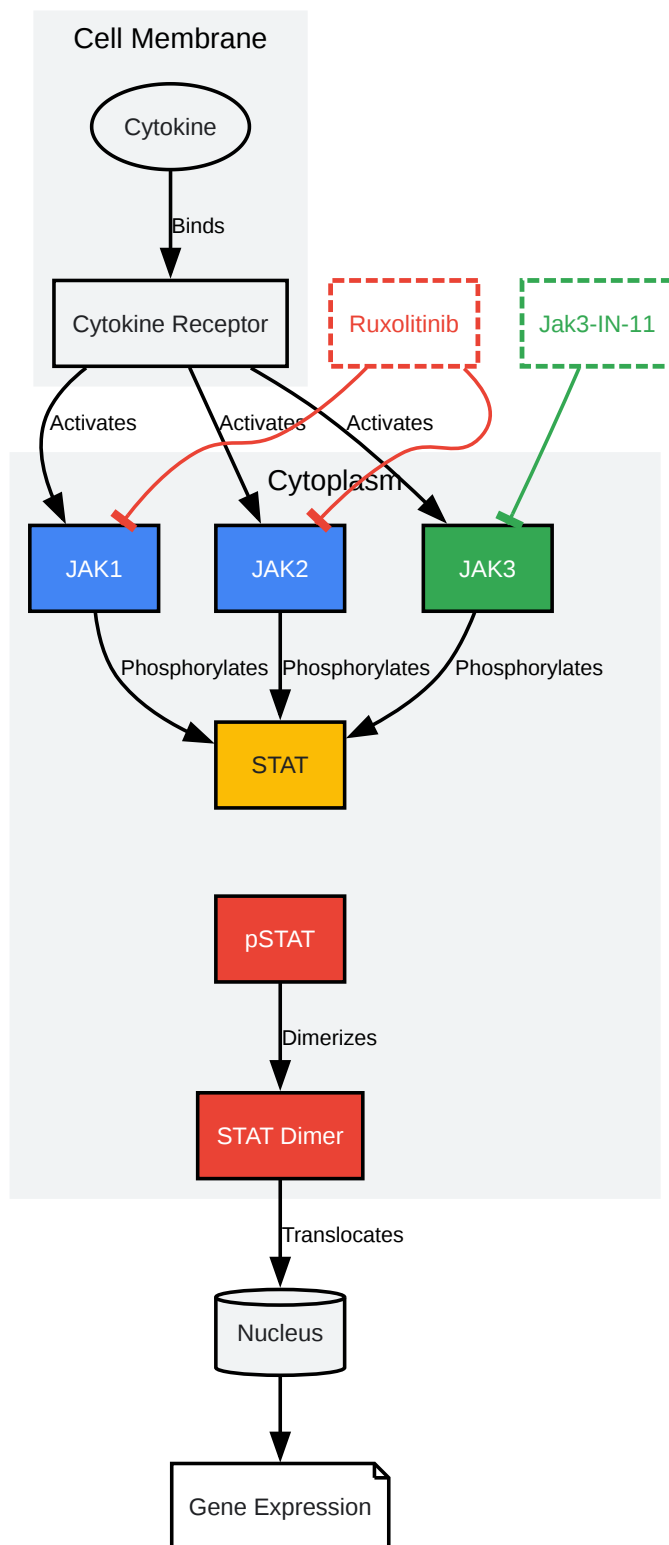 Cell Membrane
Cytokine
Binds
Cytokine Receptor
Ruxolitinib
Jak3-IN-11
Activates
Activates
Activates
Cytoplasm
JAK1
JAK2
JAK3
Phosphorylates
Phosphorylates
Phosphorylates
STAT
pSTAT
Dimerizes
STAT Dimer
Translocates
Nucleus
Gene Expression